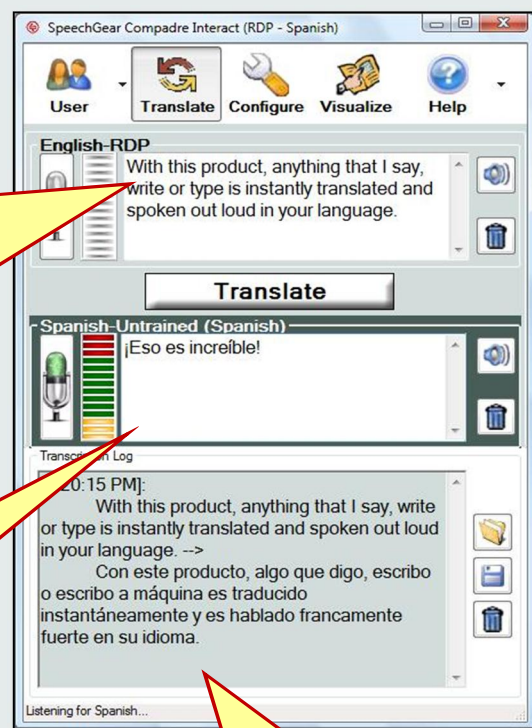 SpeechGear Compadre Interact (RDP - Spanish)
User Translate Configure Visualize Help
English-RDP
With this product, anything that I say,
write or type is instantly translated and
spoken out loud in your language.
Translate
Spanish-Untrained (Spanish)
¡Eso es increíble!
Transcription Log
20:15 PM]:
With this product, anything that I say, write
or type is instantly translated and spoken out loud
in your language. -->
Con este producto, algo que digo, escribo
o escribo a máquina es traducido
instantáneamente y es hablado francamente
fuerte en su idioma.
Listening for Spanish...